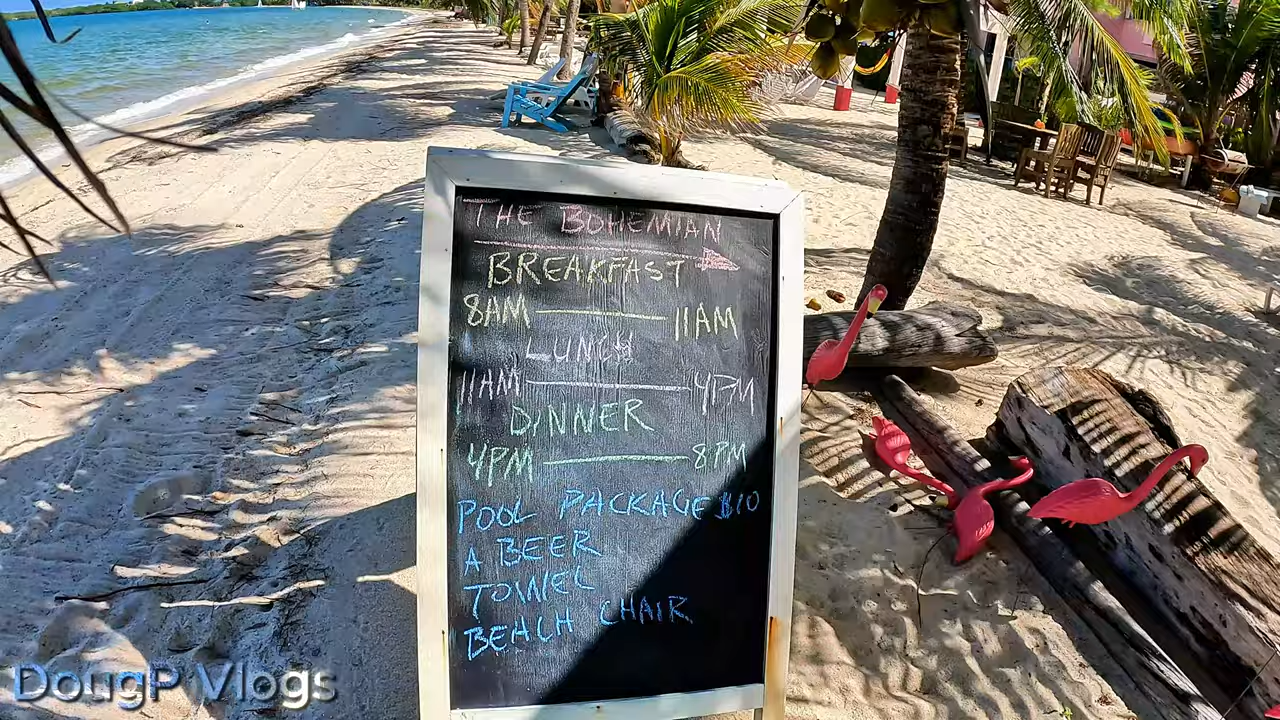 THE BOHEMIAN
BREAKFAST
8AM — 11AM
LUNCH
11AM — 4PM
DINNER
4PM — 8PM
POOL PACKAGE $10
A BEER
TOWEL
BEACH CHAIR
DougP Vlogs